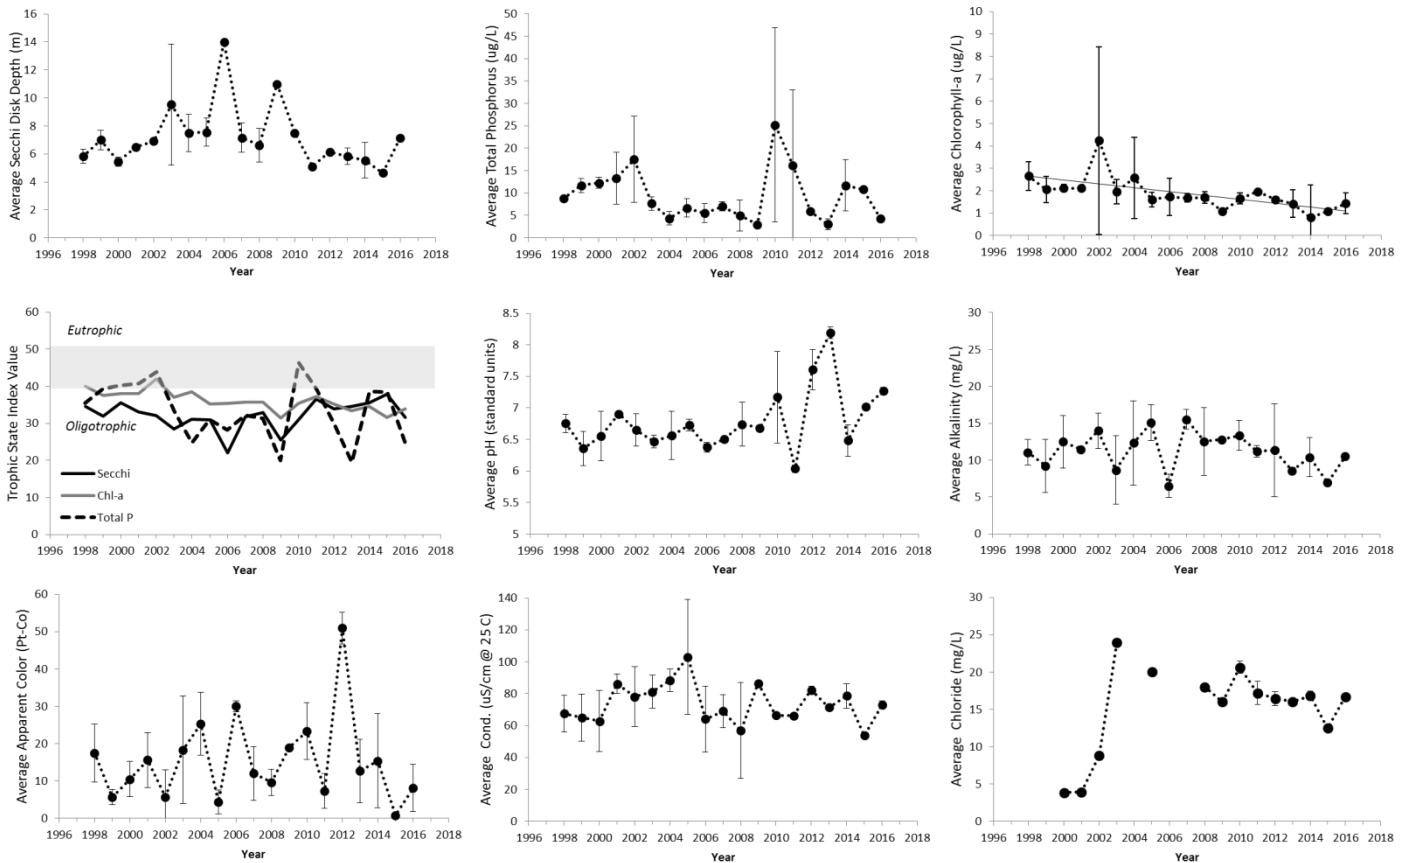 Average Secchi Disk Depth (m)
16
14
12
10
8
6
4
2
0
1996 1998 2000 2002 2004 2006 2008 2010 2012 2014 2016 2018
Year
Average Total Phosphorus (ug/L)
50
45
40
35
30
25
20
15
10
5
0
1996 1998 2000 2002 2004 2006 2008 2010 2012 2014 2016 2018
Year
Average Chlorophyll-a (ug/L)
10
9
8
7
6
5
4
3
2
1
0
1996 1998 2000 2002 2004 2006 2008 2010 2012 2014 2016 2018
Year
Trophic State Index Value
60
50
40
30
20
10
0
Eutrophic
Oligotrophic
Secchi
Chl-a
Total P
1996 1998 2000 2002 2004 2006 2008 2010 2012 2014 2016 2018
Year
Average pH (standard units)
8.5
8
7.5
7
6.5
6
5.5
5
1996 1998 2000 2002 2004 2006 2008 2010 2012 2014 2016 2018
Year
Average Alkalinity (mg/L)
30
25
20
15
10
5
0
1996 1998 2000 2002 2004 2006 2008 2010 2012 2014 2016 2018
Year
Average Apparent Color (Pt-Co)
60
50
40
30
20
10
0
1996 1998 2000 2002 2004 2006 2008 2010 2012 2014 2016 2018
Year
Average Cond. (uS/cm @ 25 C)
140
120
100
80
60
40
20
0
1996 1998 2000 2002 2004 2006 2008 2010 2012 2014 2016 2018
Year
Average Chloride (mg/L)
30
25
20
15
10
5
0
1996 1998 2000 2002 2004 2006 2008 2010 2012 2014 2016 2018
Year